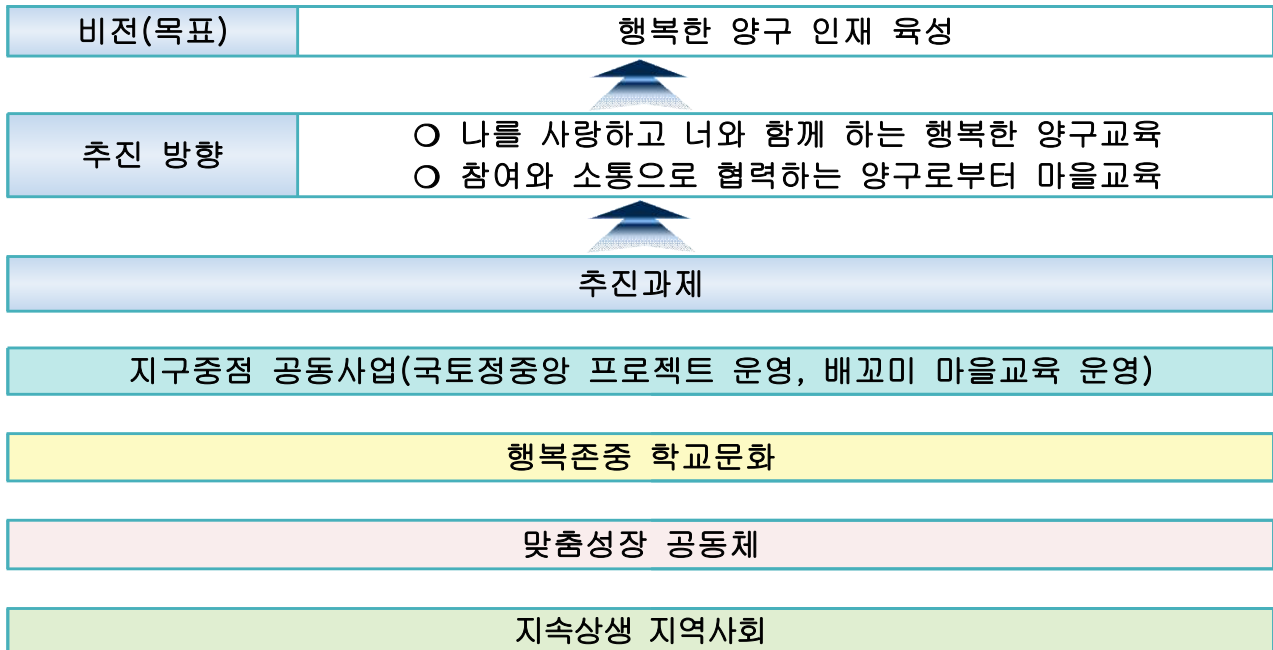 비전(목표)
행복한 양구 인재 육성
추진 방향
❍ 나를 사랑하고 너와 함께 하는 행복한 양구교육
❍ 참여와 소통으로 협력하는 양구로부터 마을교육
추진과제
지구중점 공동사업(국토정중앙 프로젝트 운영, 배꼬미 마을교육 운영)
행복존중 학교문화
맞춤성장 공동체
지속상생 지역사회